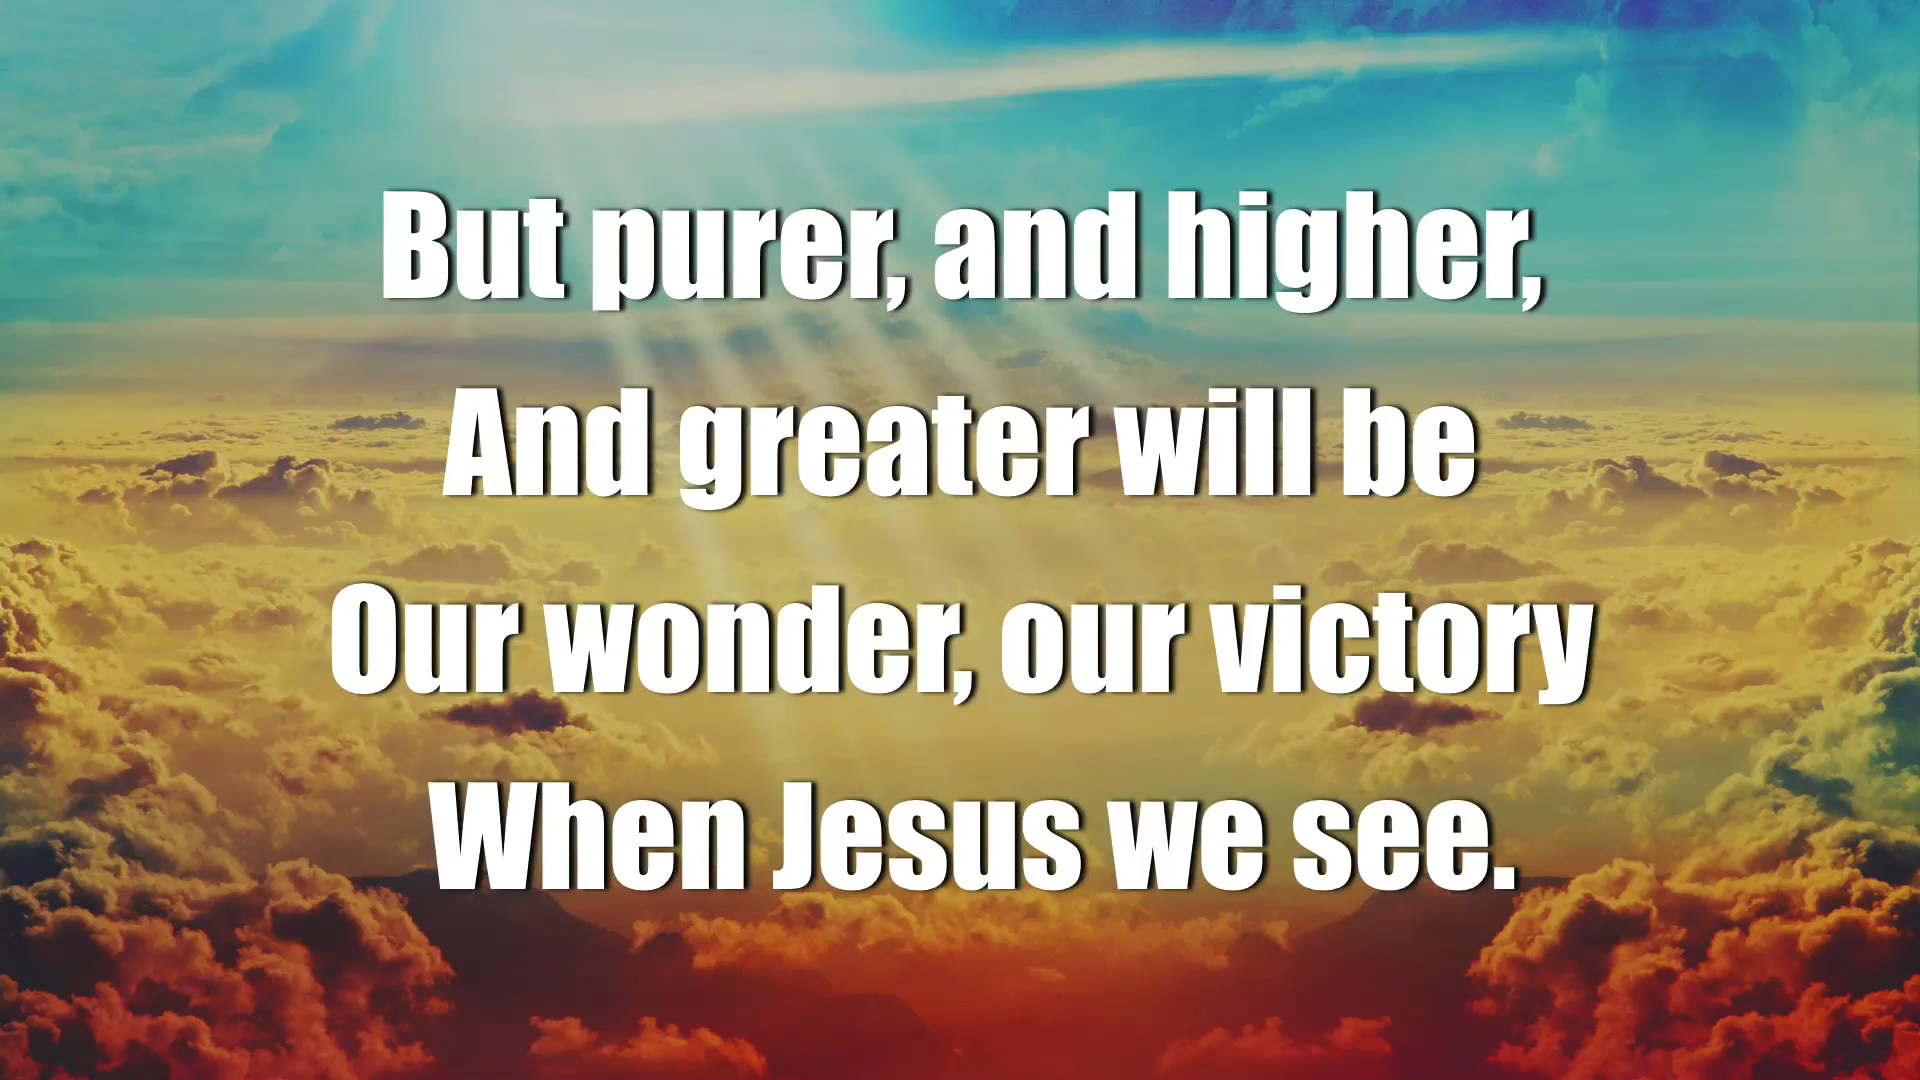 But purer, and higher,
And greater will be
Our wonder, our victory
When Jesus we see.